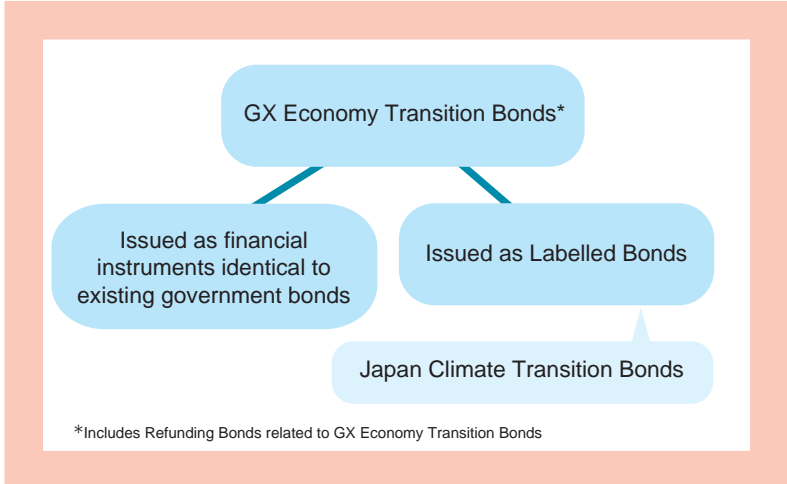 GX Economy Transition Bonds*
Issued as financial
instruments identical to
existing government bonds
Issued as Labelled Bonds
Japan Climate Transition Bonds
*Includes Refunding Bonds related to GX Economy Transition Bonds